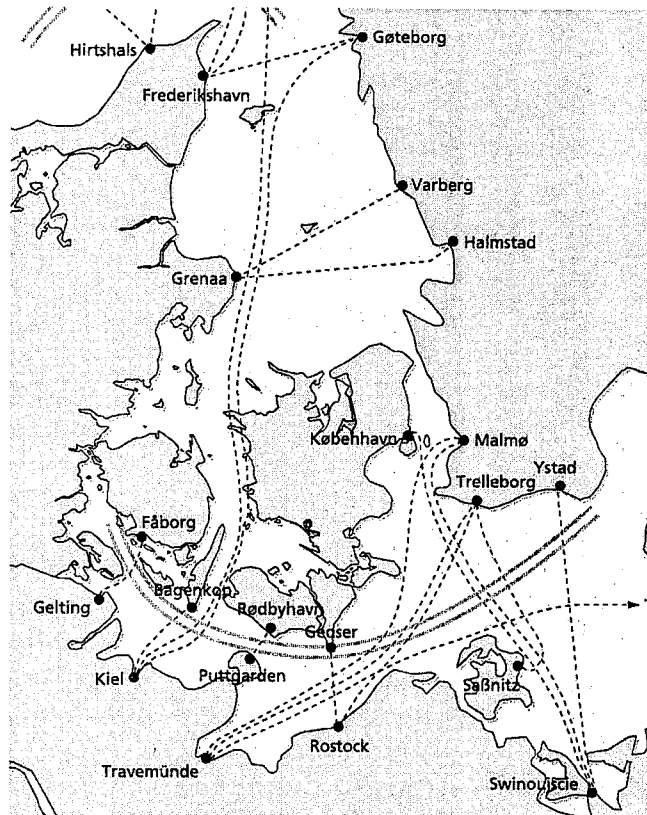 Gøteborg
Hirtshals
Frederikshavn
Varberg
Halmstad
Grenaa
København
Malmø
Ystad
Trelleborg
Fåborg
Bagenkop
Gelting
Rødbyhavn
Gedser
Puttgarden
Saßnitz
Kiel
Rostock
Travemünde
Swinoujscie